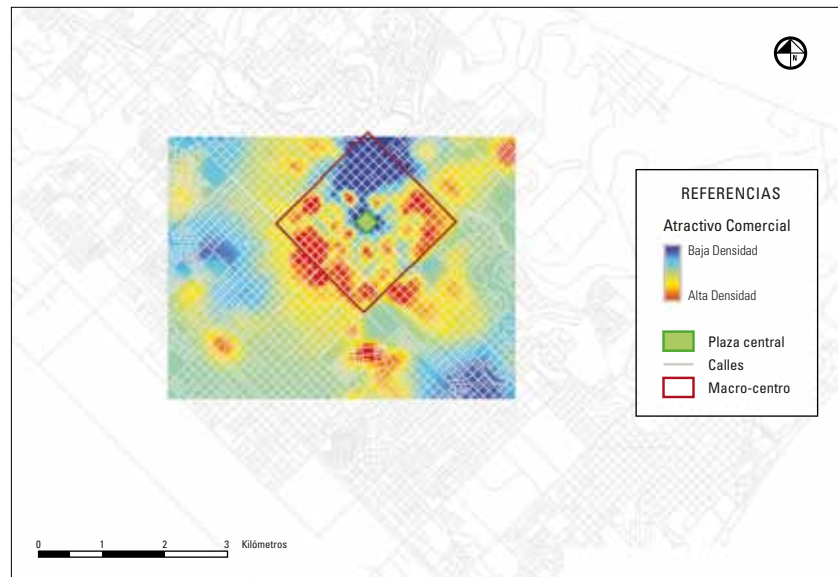 N
REFERENCIAS
Atractivo Comercial
Baja Densidad
Alta Densidad
Plaza central
Calles
Macro-centro
0 1 2 3 Kilómetros